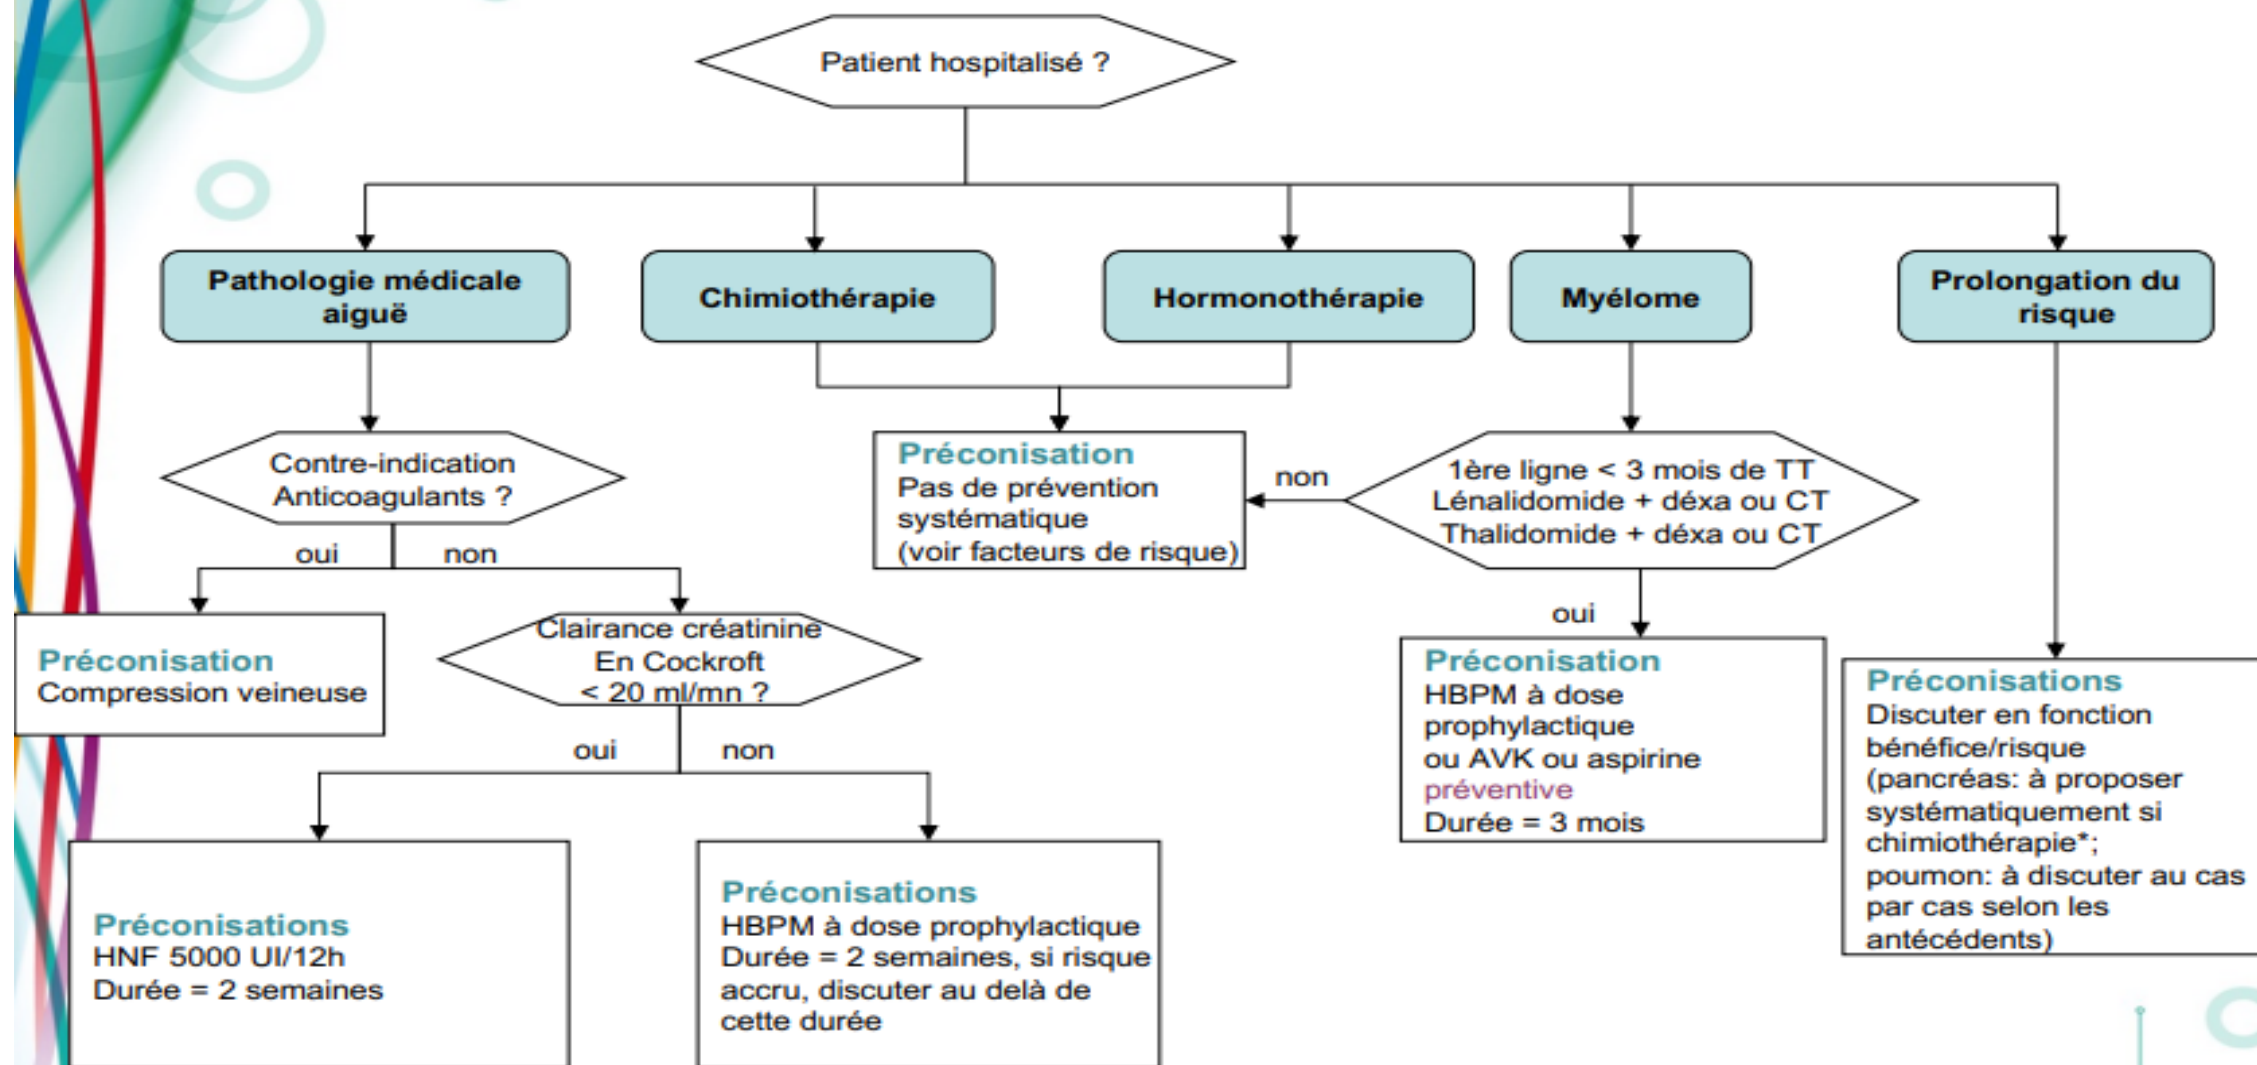 Patient hospitalisé ?
Pathologie médicale
aiguë
Chimiothérapie
Hormonothérapie
Myélome
Prolongation du
risque
Contre-indication
Anticoagulants ?
oui
non
Préconisation
Pas de prévention
systématique
(voir facteurs de risque)
non
1ère ligne < 3 mois de TT
Lénalidomide + déxa ou CT
Thalidomide + déxa ou CT
oui
Préconisation
Compression veineuse
Clairance créatinine
En Cockroft
< 20 ml/mn ?
oui
non
Préconisation
HBPM à dose
prophylactique
ou AVK ou aspirine
préventive
Durée = 3 mois
Préconisations
Discuter en fonction
bénéfice/risque
(pancréas: à proposer
systématiquement si
chimiothérapie*;
poumon: à discuter au cas
par cas selon les
antécédents)
Préconisations
HNF 5000 UI/12h
Durée = 2 semaines
Préconisations
HBPM à dose prophylactique
Durée = 2 semaines, si risque
accru, discuter au delà de
cette durée